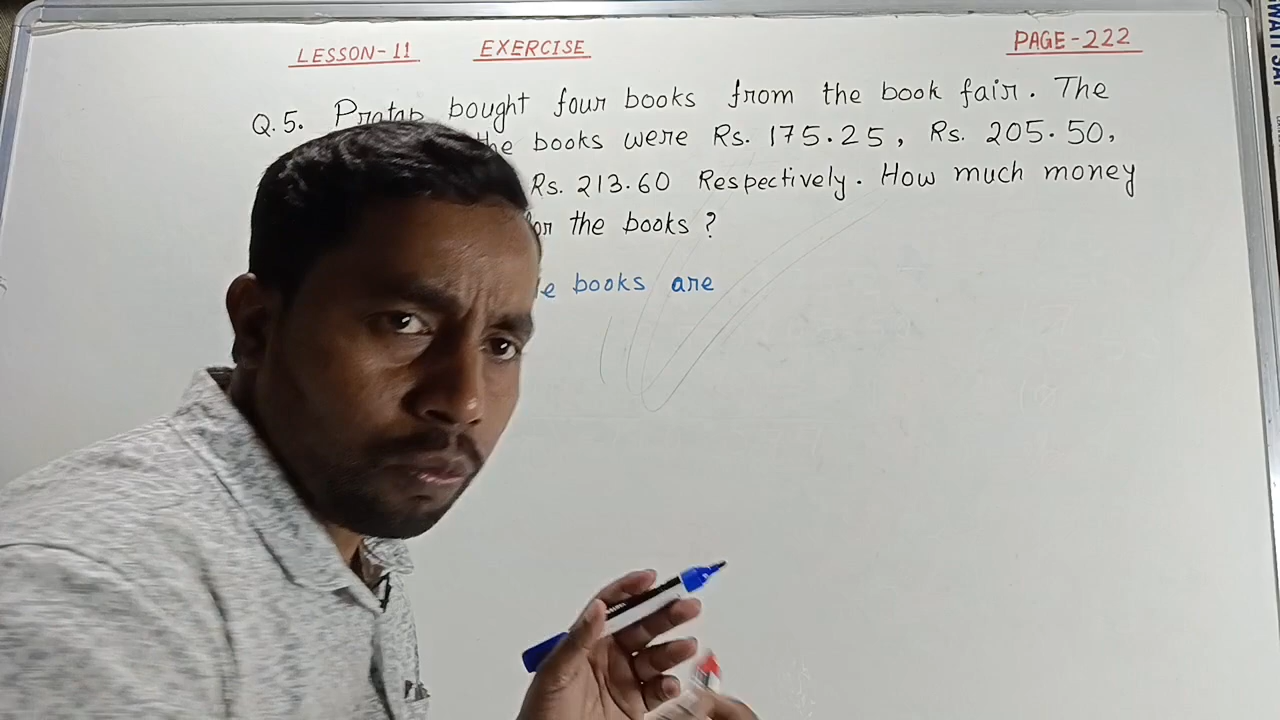 LESSON-11 EXERCISE PAGE-222
Q.5. Pratap bought four books from the book fair. The
the books were Rs. 175.25, Rs. 205.50,
Rs. 213.60 Respectively. How much money
for the books ?
books are